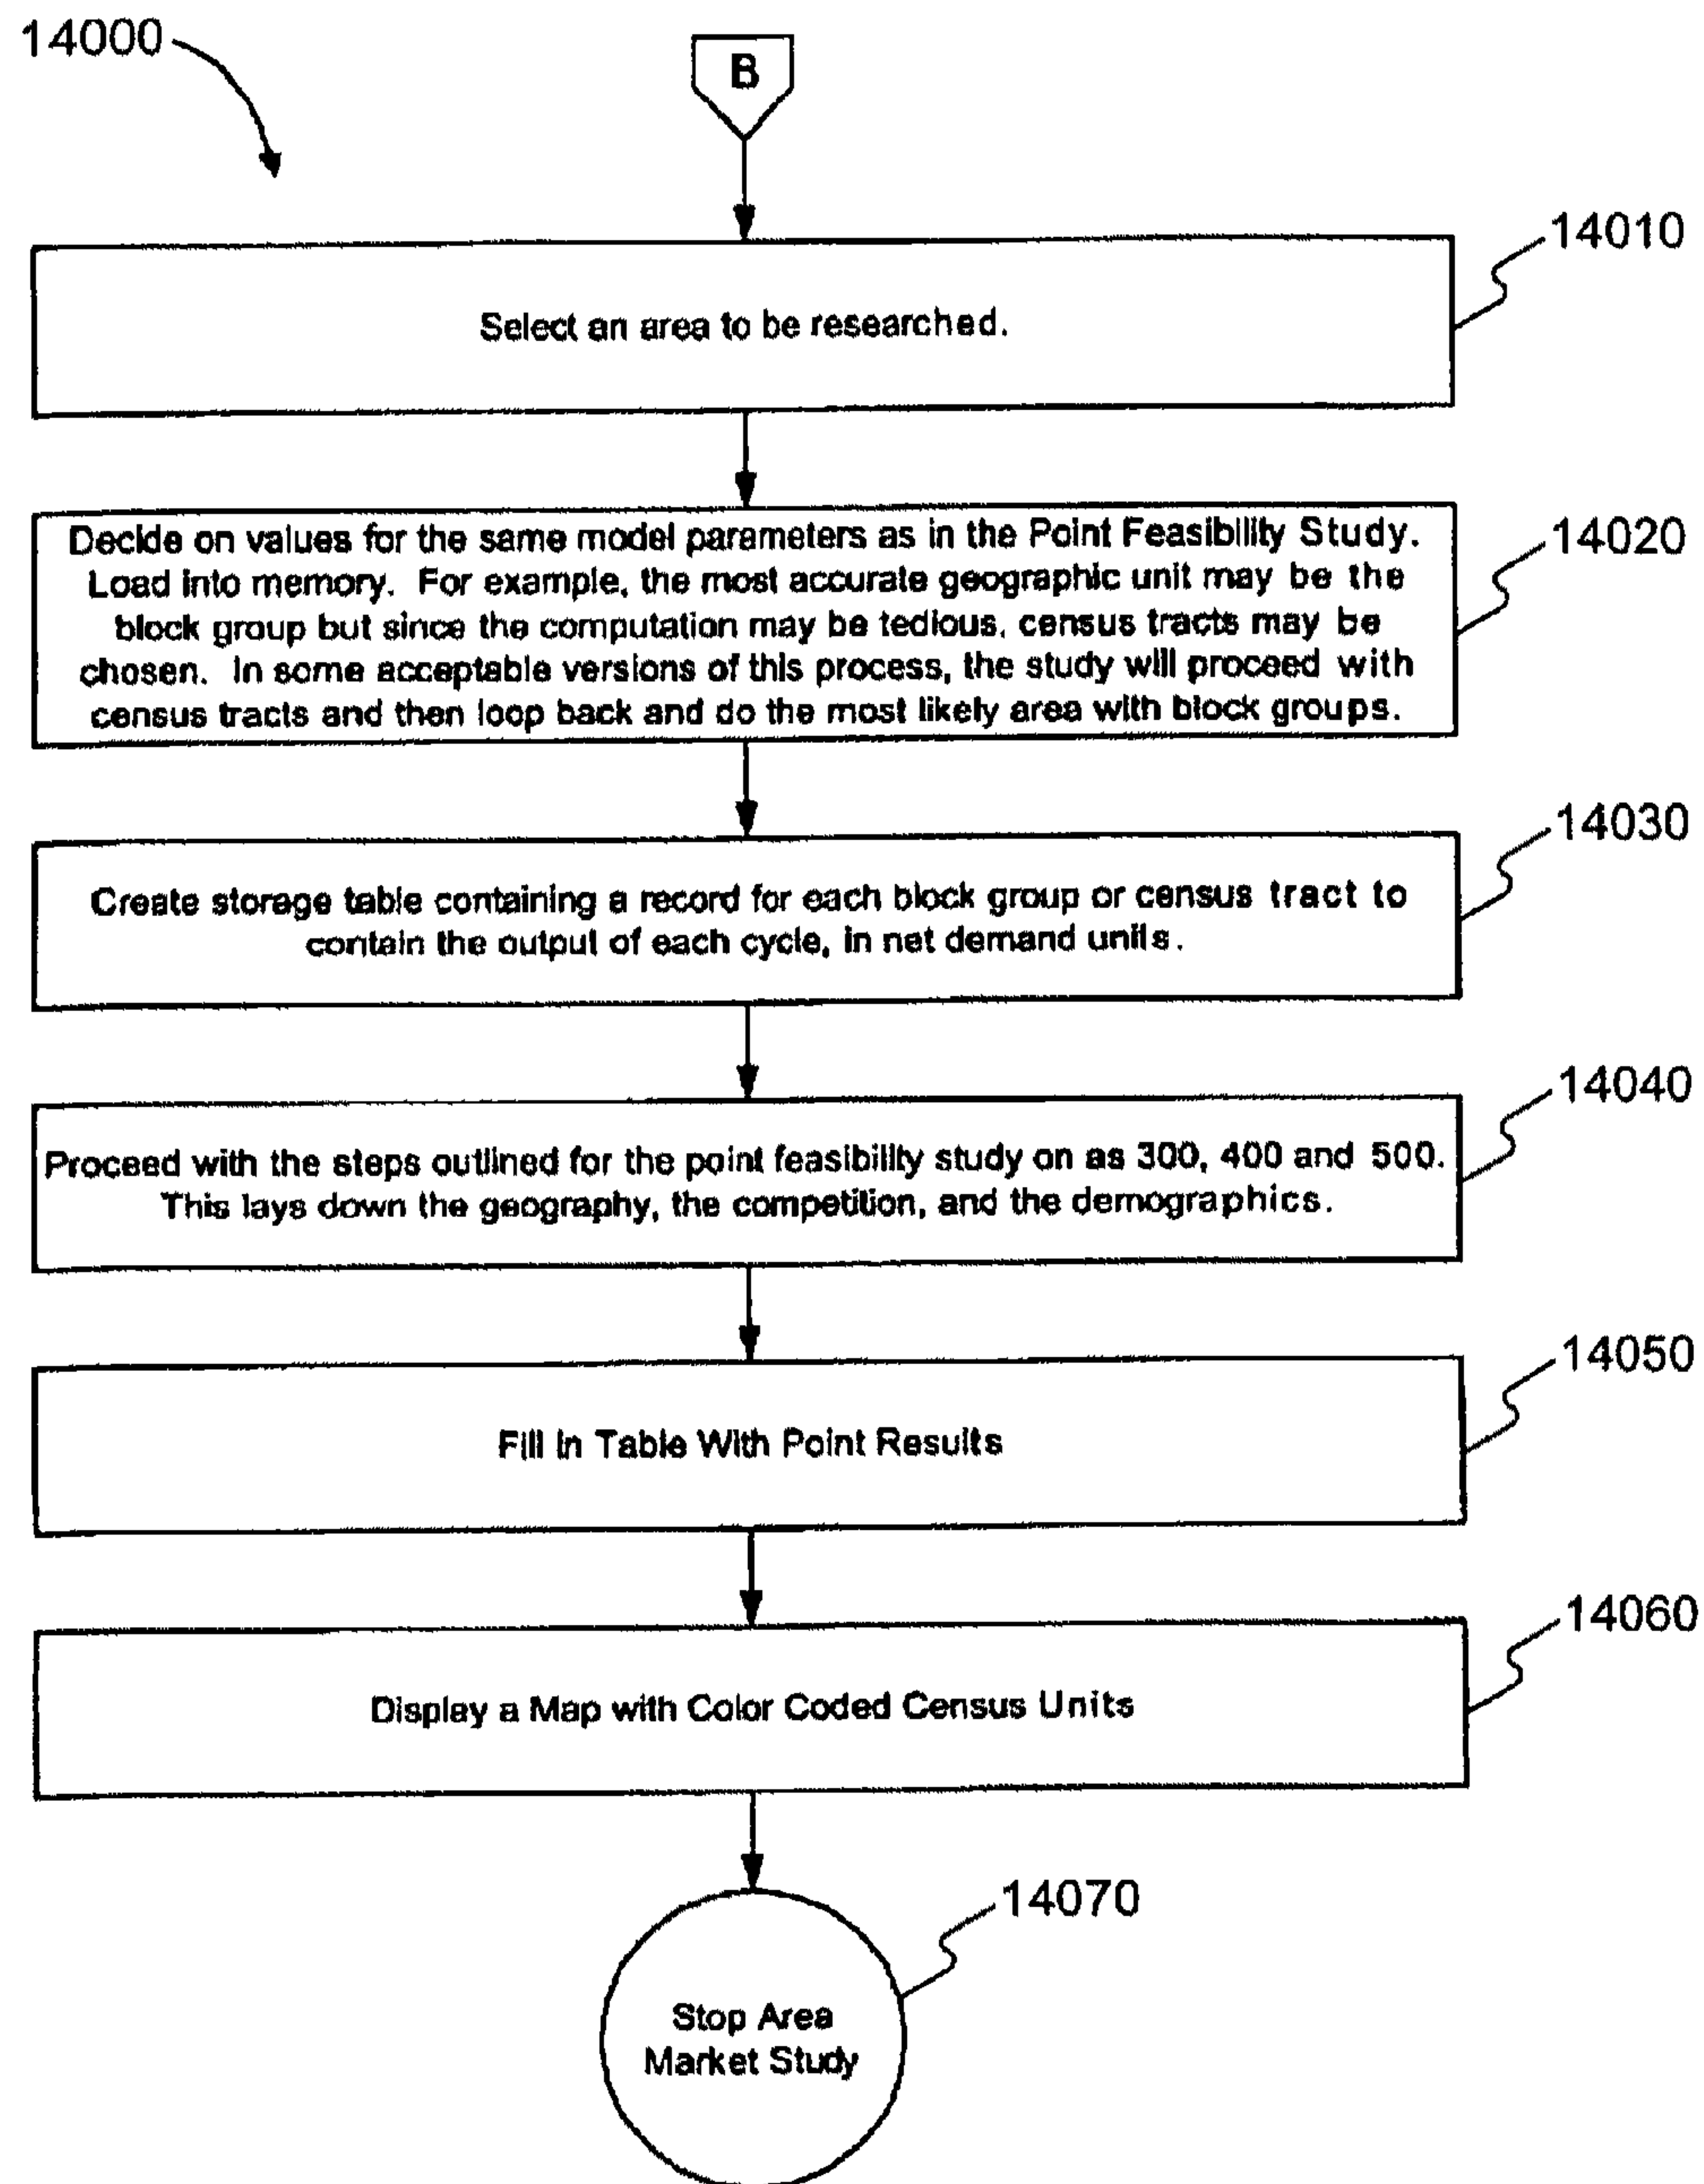 14000
B
14010
Select an area to be researched.
14020
Decide on values for the same model parameters as in the Point Feasibility Study.
Load into memory. For example, the most accurate geographic unit may be the
block group but since the computation may be tedious, census tracts may be
chosen. In some acceptable versions of this process, the study will proceed with
census tracts and then loop back and do the most likely area with block groups.
14030
Create storage table containing a record for each block group or census tract to
contain the output of each cycle, in net demand units.
14040
Proceed with the steps outlined for the point feasibility study on as 300, 400 and 500.
This lays down the geography, the competition, and the demographics.
14050
Fill in Table With Point Results
14060
Display a Map with Color Coded Census Units
14070
Stop Area
Market Study